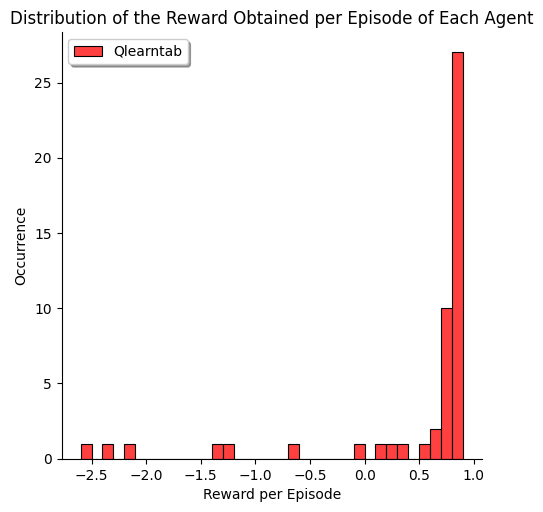 Distribution of the Reward Obtained per Episode of Each Agent
Qlearntab
Occurrence
25
20
15
10
5
0
−2.5 −2.0 −1.5 −1.0 −0.5 0.0 0.5 1.0
Reward per Episode